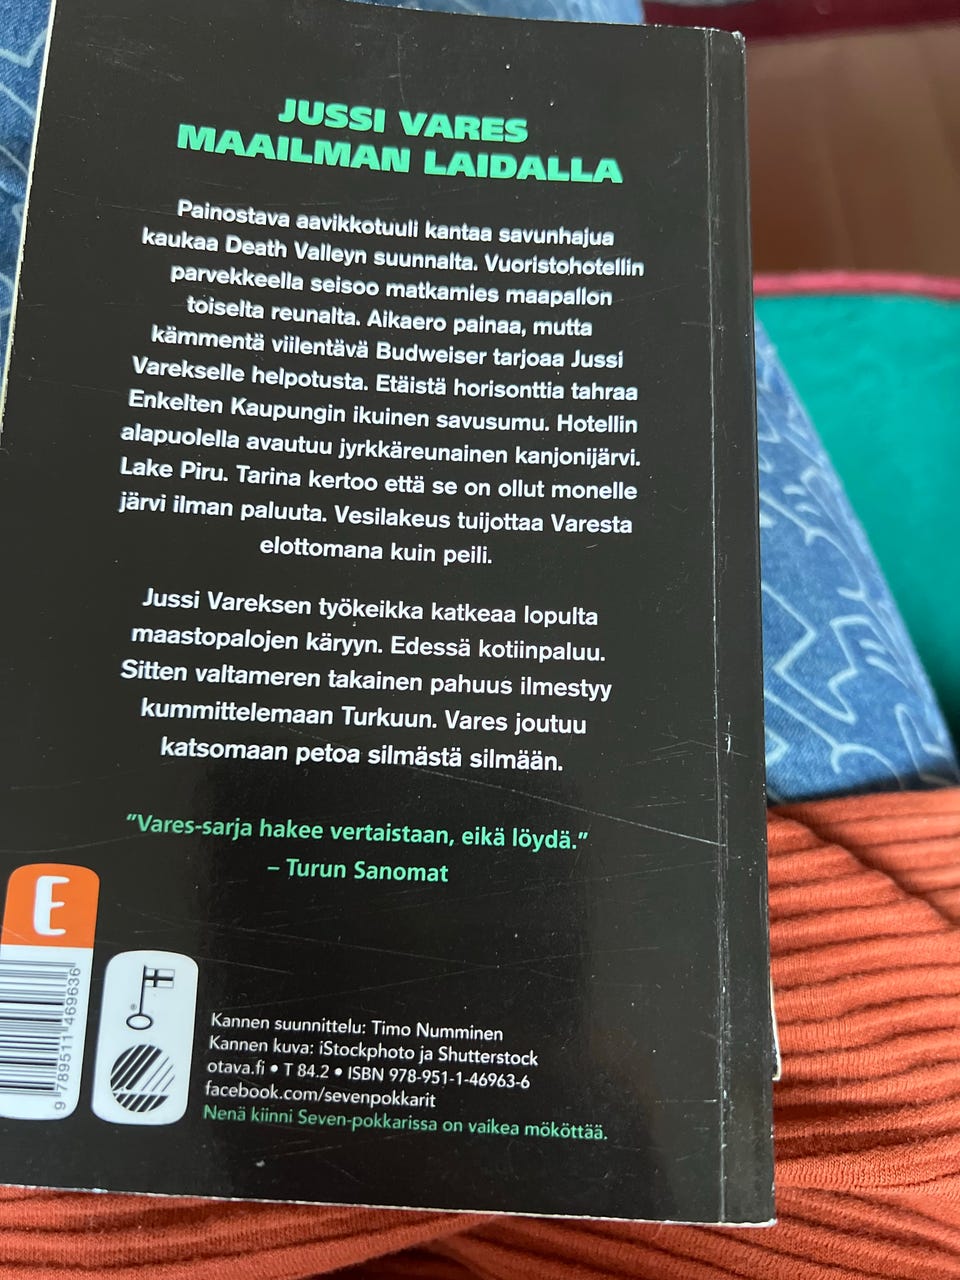 JUSSI VARES
MAAILMAN LAIDALLA
Painostava aavikkotuuli kantaa savunhajua
kaukaa Death Valleyn suunnalta. Vuoristohotellin
parvekkeella seisoo matkamies maapallon
toiselta reunalta. Aikaero painaa, mutta
kämmentä viilentävä Budweiser tarjoaa Jussi
Varekselle helpotusta. Etäistä horisonttia tahraa
Enkelten Kaupungin ikuinen savusumu. Hotellin
alapuolella avautuu jyrkkäreunainen kanjonijärvi.
Lake Piru. Tarina kertoo että se on ollut monelle
järvi ilman paluuta. Vesilakeus tuijottaa Varesta
elottomana kuin peili.
Jussi Vareksen työkeikka katkeaa lopulta
maastopalojen käryyn. Edessä kotiinpaluu.
Sitten valtameren takainen pahuus ilmestyy
kummittelemaan Turkuun. Vares joutuu
katsomaan petoa silmästä silmään.
"Vares-sarja hakee vertaistaan, eikä löydä."
– Turun Sanomat
E
9 789511 469636
Kannen suunnittelu: Timo Numminen
Kannen kuva: iStockphoto ja Shutterstock
otava.fi • T 84.2 • ISBN 978-951-1-46963-6
facebook.com/sevenpokkarit
Nenä kiinni Seven-pokkarissa on vaikea mököttää.